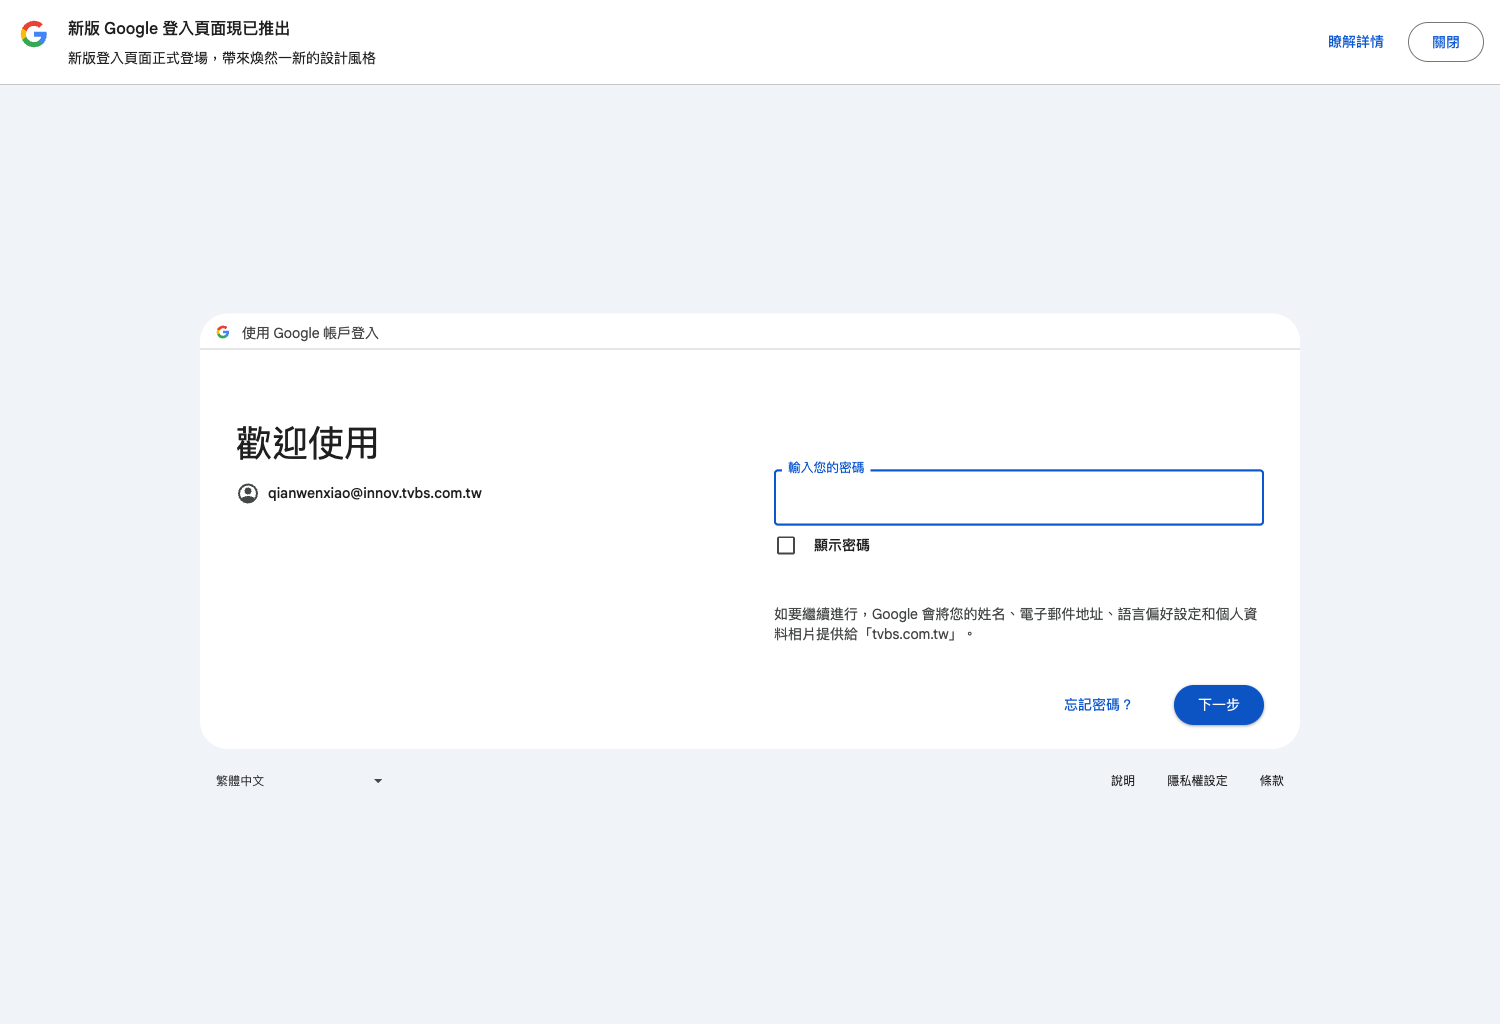 新版 Google 登入頁面現已推出
新版登入頁面正式登場，帶來煥然一新的設計風格
瞭解詳情
關閉
使用 Google 帳戶登入
歡迎使用
qianwenxiao@innov.tvbs.com.tw
輸入您的密碼
顯示密碼
如要繼續進行，Google 會將您的姓名、電子郵件地址、語言偏好設定和個人資
料相片提供給「tvbs.com.tw」。
忘記密碼？
下一步
繁體中文
說明
隱私權設定
條款